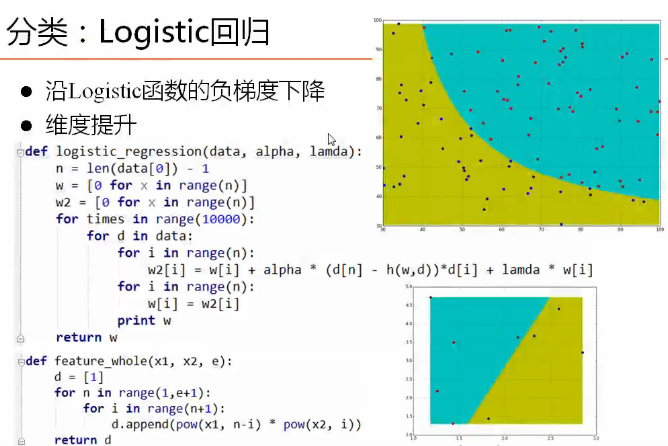 分类：Logistic回归
● 沿Logistic函数的负梯度下降
● 维度提升
def logistic_regression(data, alpha, lamda):
    n = len(data[0]) - 1
    w = [0 for x in range(n)]
    w2 = [0 for x in range(n)]
    for times in range(10000):
        for d in data:
            for i in range(n):
                w2[i] = w[i] + alpha * (d[n] - h(w,d))*d[i] + lamda * w[i]
            for i in range(n):
                w[i] = w2[i]
            print w
    return w
def feature_whole(x1, x2, e):
    d = [1]
    for n in range(1,e+1):
        for i in range(n+1):
            d.append(pow(x1, n-i) * pow(x2, i))
    return d
100
90
80
70
60
50
40
30
30 40 50 60 70 80 90 100
5.0
4.5
4.0
3.5
3.0
2.5
2.0
1.5
1.0
1.0 1.5 2.0 2.5 3.0